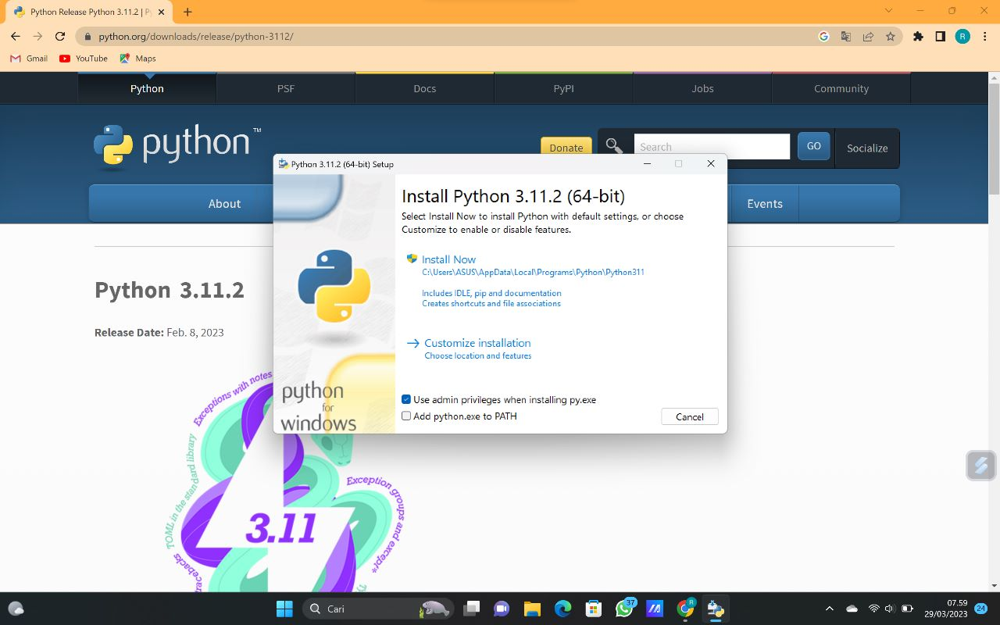 Python Release Python 3.11.2 | Py
python.org/downloads/release/python-3112/
R
Gmail
YouTube
Maps
Python
PSF
Docs
PyPI
Jobs
Community
python™
Donate
Search
GO
Socialize
About
Events
Python 3.11.2
Release Date: Feb. 8, 2023
Python 3.11.2 (64-bit) Setup
Install Python 3.11.2 (64-bit)
Select Install Now to install Python with default settings, or choose
Customize to enable or disable features.
Install Now
C:\Users\ASUS\AppData\Local\Programs\Python\Python311
Includes IDLE, pip and documentation
Creates shortcuts and file associations
Customize installation
Choose location and features
Use admin privileges when installing py.exe
Add python.exe to PATH
Cancel
python
for
windows
Exceptions with notes
TOML in the standard library
Exception groups and except*
3.11
tracebacks
Cari
37
R
07.59
29/03/2023
24